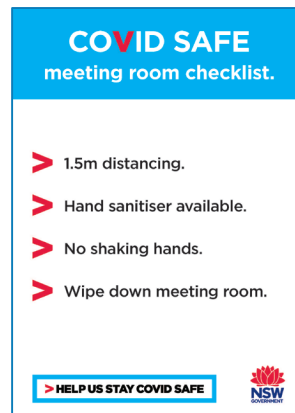 COVID SAFE
meeting room checklist.
> 1.5m distancing.
> Hand sanitiser available.
> No shaking hands.
> Wipe down meeting room.
> HELP US STAY COVID SAFE
NSW
GOVERNMENT